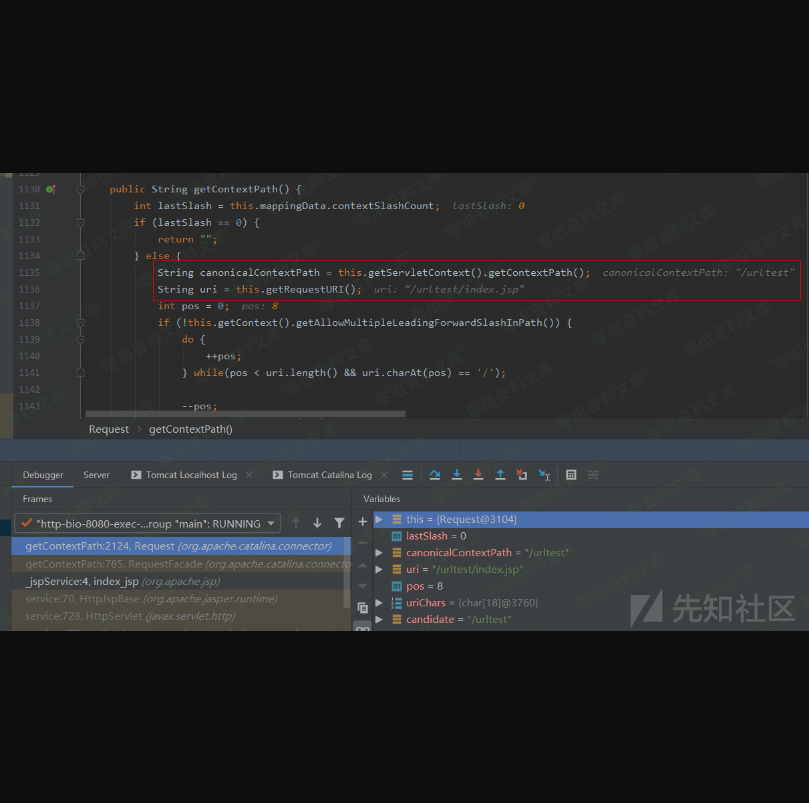 1130 public String getContextPath() {
1131 int lastSlash = this.mappingData.contextSlashCount; lastSlash: 0
1132 if (lastSlash == 0) {
1133 return "";
1134 } else {
1135 String canonicalContextPath = this.getServletContext().getContextPath(); canonicalContextPath: "/urltest"
1136 String uri = this.getRequestURI(); uri: "/urltest/index.jsp"
1137 int pos = 0; pos: 8
1138 if (!this.getContext().getAllowMultipleLeadingForwardSlashInPath()) {
1139 do {
1140 ++pos;
1141 } while(pos < uri.length() && uri.charAt(pos) == '/');
1142
1143 --pos;
Request › getContextPath()
Debugger Server Tomcat Localhost Log × Tomcat Catalina Log ×
Frames
Variables
"http-bio-8080-exec-...roup "main": RUNNING
getContextPath:2124, Request (org.apache.catalina.connector)
getContextPath:785, RequestFacade (org.apache.catalina.connecto
_jspService:4, index_jsp (org.apache.jsp)
service:70, HttpJspBase (org.apache.jasper.runtime)
service:728, HttpServlet (javax.servlet.http)
this = {Request@3104}
lastSlash = 0
canonicalContextPath = "/urltest"
uri = "/urltest/index.jsp"
pos = 8
uriChars = {char[18]@3760}
candidate = "/urltest"
先知社区
零组资料文库